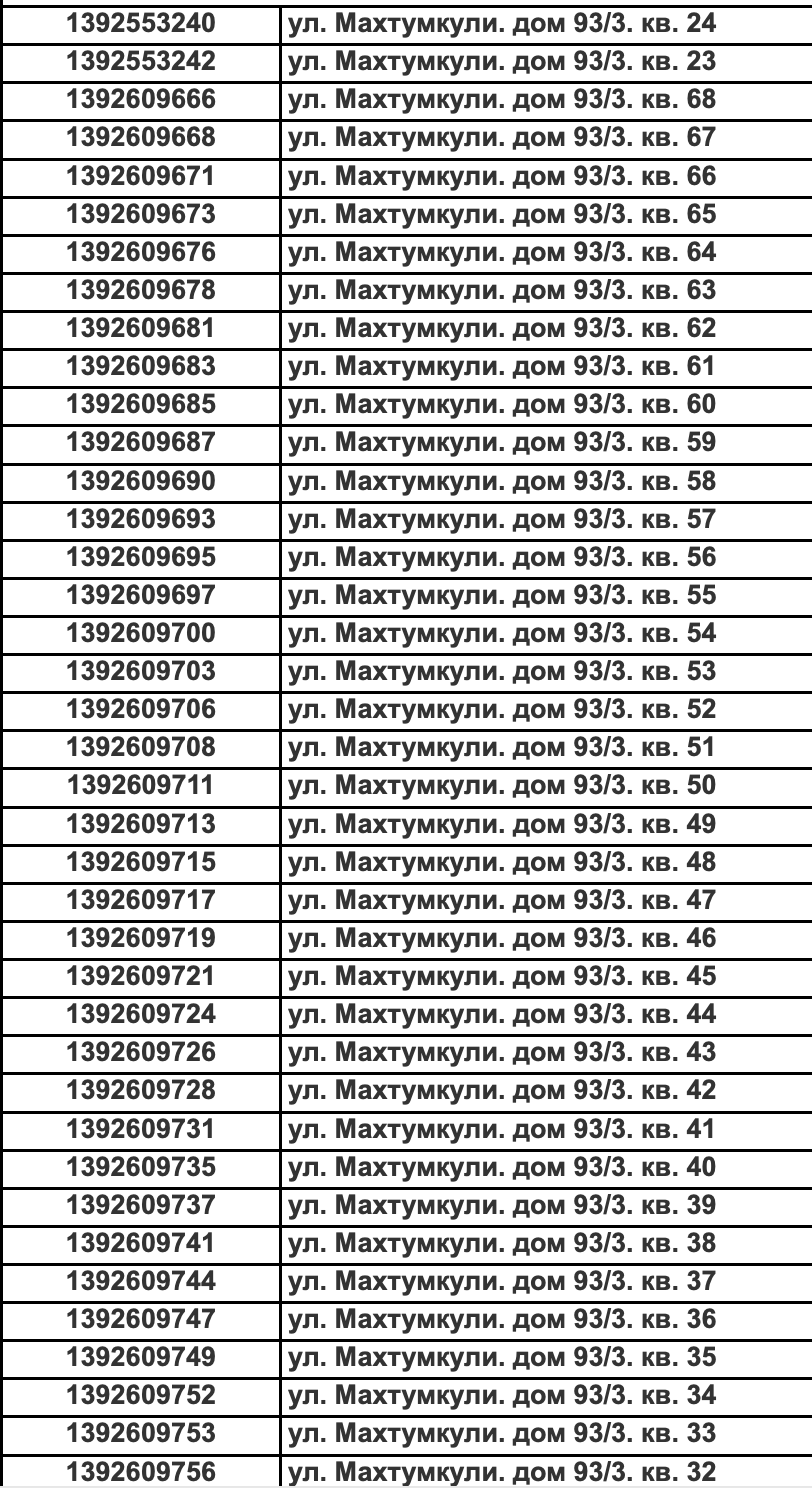 1392553240 ул. Махтумкули. дом 93/3. кв. 24
1392553242 ул. Махтумкули. дом 93/3. кв. 23
1392609666 ул. Махтумкули. дом 93/3. кв. 68
1392609668 ул. Махтумкули. дом 93/3. кв. 67
1392609671 ул. Махтумкули. дом 93/3. кв. 66
1392609673 ул. Махтумкули. дом 93/3. кв. 65
1392609676 ул. Махтумкули. дом 93/3. кв. 64
1392609678 ул. Махтумкули. дом 93/3. кв. 63
1392609681 ул. Махтумкули. дом 93/3. кв. 62
1392609683 ул. Махтумкули. дом 93/3. кв. 61
1392609685 ул. Махтумкули. дом 93/3. кв. 60
1392609687 ул. Махтумкули. дом 93/3. кв. 59
1392609690 ул. Махтумкули. дом 93/3. кв. 58
1392609693 ул. Махтумкули. дом 93/3. кв. 57
1392609695 ул. Махтумкули. дом 93/3. кв. 56
1392609697 ул. Махтумкули. дом 93/3. кв. 55
1392609700 ул. Махтумкули. дом 93/3. кв. 54
1392609703 ул. Махтумкули. дом 93/3. кв. 53
1392609706 ул. Махтумкули. дом 93/3. кв. 52
1392609708 ул. Махтумкули. дом 93/3. кв. 51
1392609711 ул. Махтумкули. дом 93/3. кв. 50
1392609713 ул. Махтумкули. дом 93/3. кв. 49
1392609715 ул. Махтумкули. дом 93/3. кв. 48
1392609717 ул. Махтумкули. дом 93/3. кв. 47
1392609719 ул. Махтумкули. дом 93/3. кв. 46
1392609721 ул. Махтумкули. дом 93/3. кв. 45
1392609724 ул. Махтумкули. дом 93/3. кв. 44
1392609726 ул. Махтумкули. дом 93/3. кв. 43
1392609728 ул. Махтумкули. дом 93/3. кв. 42
1392609731 ул. Махтумкули. дом 93/3. кв. 41
1392609735 ул. Махтумкули. дом 93/3. кв. 40
1392609737 ул. Махтумкули. дом 93/3. кв. 39
1392609741 ул. Махтумкули. дом 93/3. кв. 38
1392609744 ул. Махтумкули. дом 93/3. кв. 37
1392609747 ул. Махтумкули. дом 93/3. кв. 36
1392609749 ул. Махтумкули. дом 93/3. кв. 35
1392609752 ул. Махтумкули. дом 93/3. кв. 34
1392609753 ул. Махтумкули. дом 93/3. кв. 33
1392609756 ул. Махтумкули. дом 93/3. кв. 32